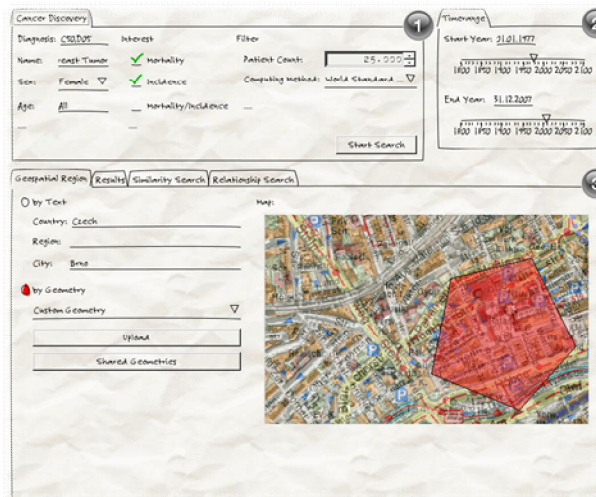 Cancer Discovery
1
Diagnosis: C50,D05 Interest Filter
Name: reast Tumor Mortality Patient Count: 25.000
Sex: Female Incidence Computing Method: World Standard ...
Age: All Mortality/Incidence
Start Search
Timerange
2
Start Year: 01.01.1977
1800 1850 1900 1950 2000 2050 2100
End Year: 31.12.2007
1800 1850 1900 1950 2000 2050 2100
Geospatial Region Results Similarity Search Relationship Search
3
by Text Map:
Country: Czech
Region:
City: Brno
by Geometry
Custom Geometry
Upload
Shared Geometries